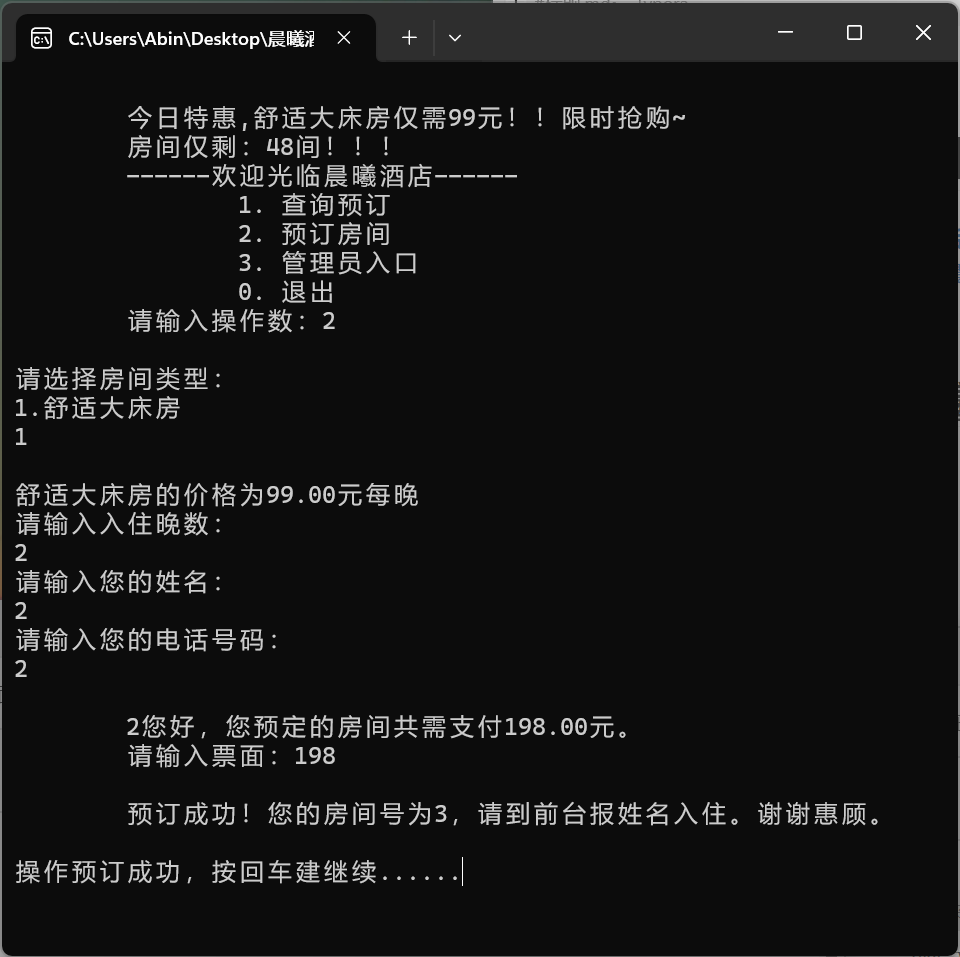 C:\Users\Abin\Desktop\晨曦
今日特惠,舒适大床房仅需99元！！限时抢购~
房间仅剩：48间！！！
------欢迎光临晨曦酒店------
1. 查询预订
2. 预订房间
3. 管理员入口
0. 退出
请输入操作数：2
请选择房间类型：
1.舒适大床房
1
舒适大床房的价格为99.00元每晚
请输入入住晚数：
2
请输入您的姓名：
2
请输入您的电话号码：
2
2您好，您预定的房间共需支付198.00元。
请输入票面：198
预订成功！您的房间号为3，请到前台报姓名入住。谢谢惠顾。
操作预订成功，按回车建继续......